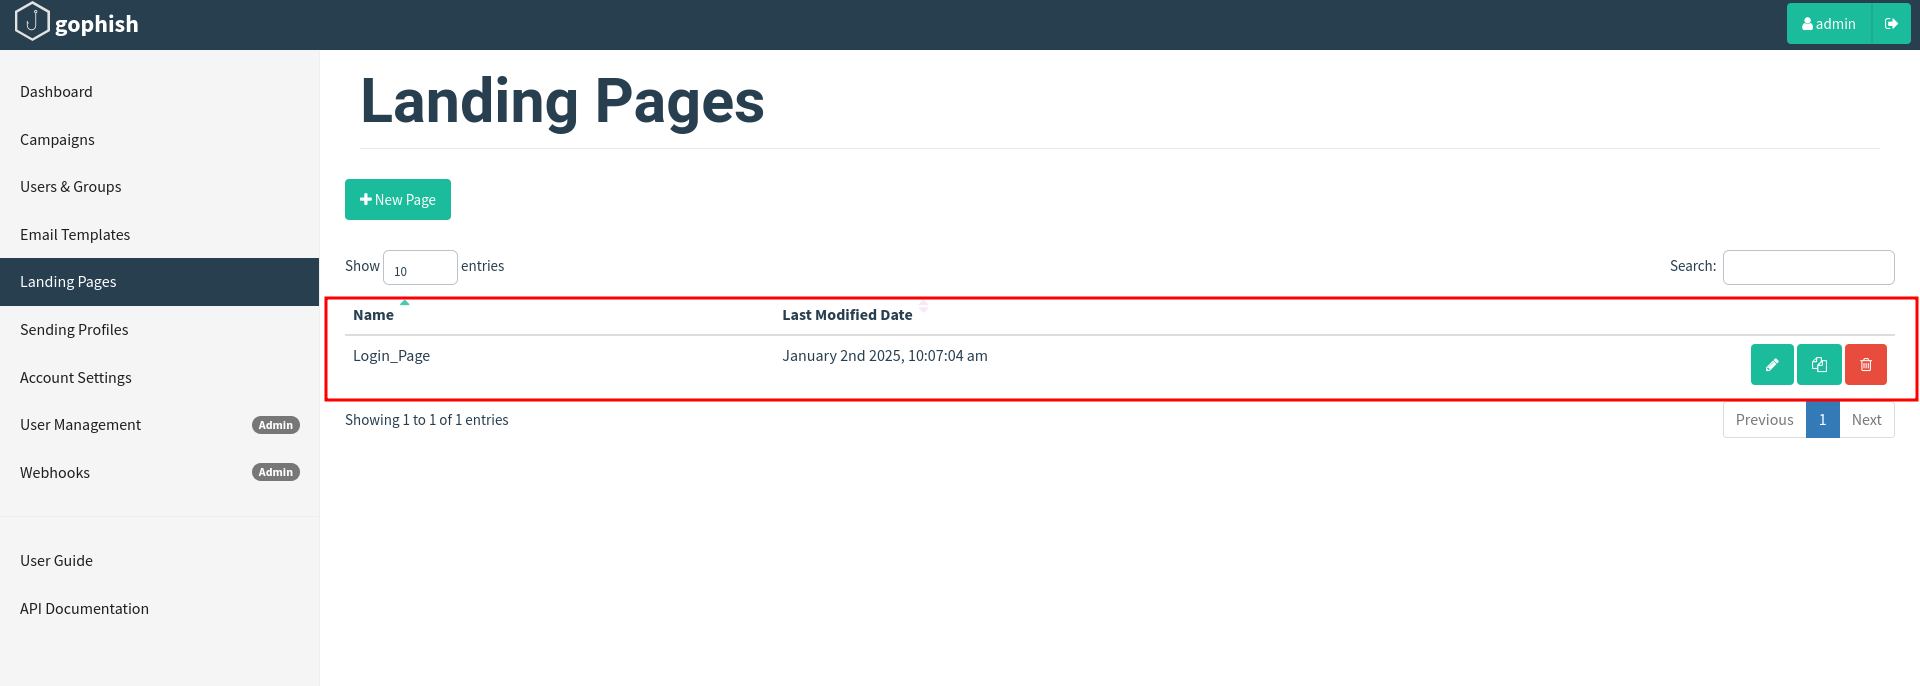 gophish
admin
Dashboard
Campaigns
Users & Groups
Email Templates
Landing Pages
Sending Profiles
Account Settings
User Management Admin
Webhooks Admin
User Guide
API Documentation
Landing Pages
New Page
Show 10 entries
Search:
Name Last Modified Date
Login_Page January 2nd 2025, 10:07:04 am
Showing 1 to 1 of 1 entries
Previous 1 Next